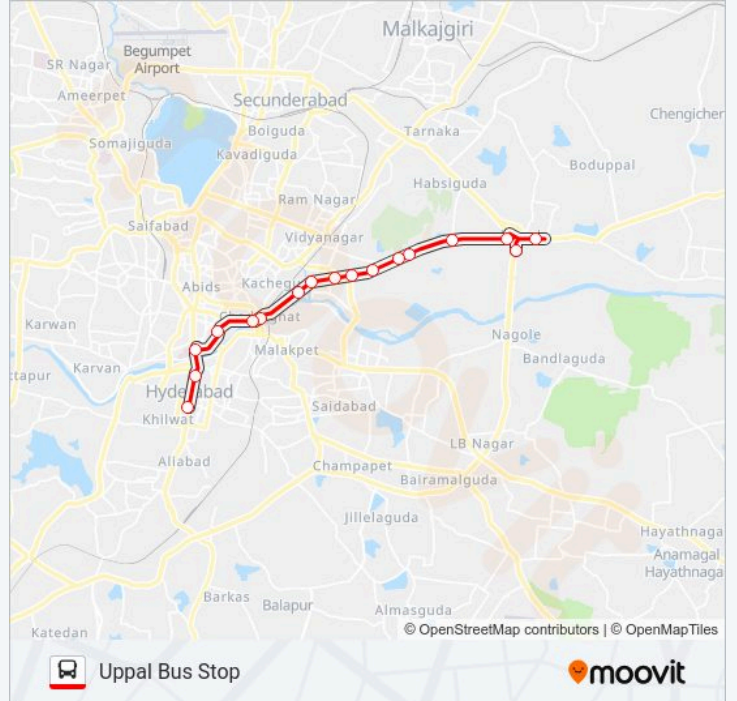 Malkajgiri
Begumpet
Airport
SR Nagar
Ameerpet
Secunderabad
Chengicher
Boiguda
Tarnaka
Somajiguda
Kavadiguda
Boduppal
Habsiguda
Ram Nagar
Saifabad
Vidyanagar
Abids
Kacheg
Karwan
Nagole
Malakpet
Bandlaguda
ctapur
Karvan
Khilwat
Saidabad
LB Nagar
Allabad
Champapet
Bairamalguda
Jillelaguda
Hayathnaga
Anamagal
Hayathnaga
Barkas
Balapur
Almasguda
Katedan
© OpenStreetMap contributors | © OpenMapTiles
Uppal Bus Stop
moovit